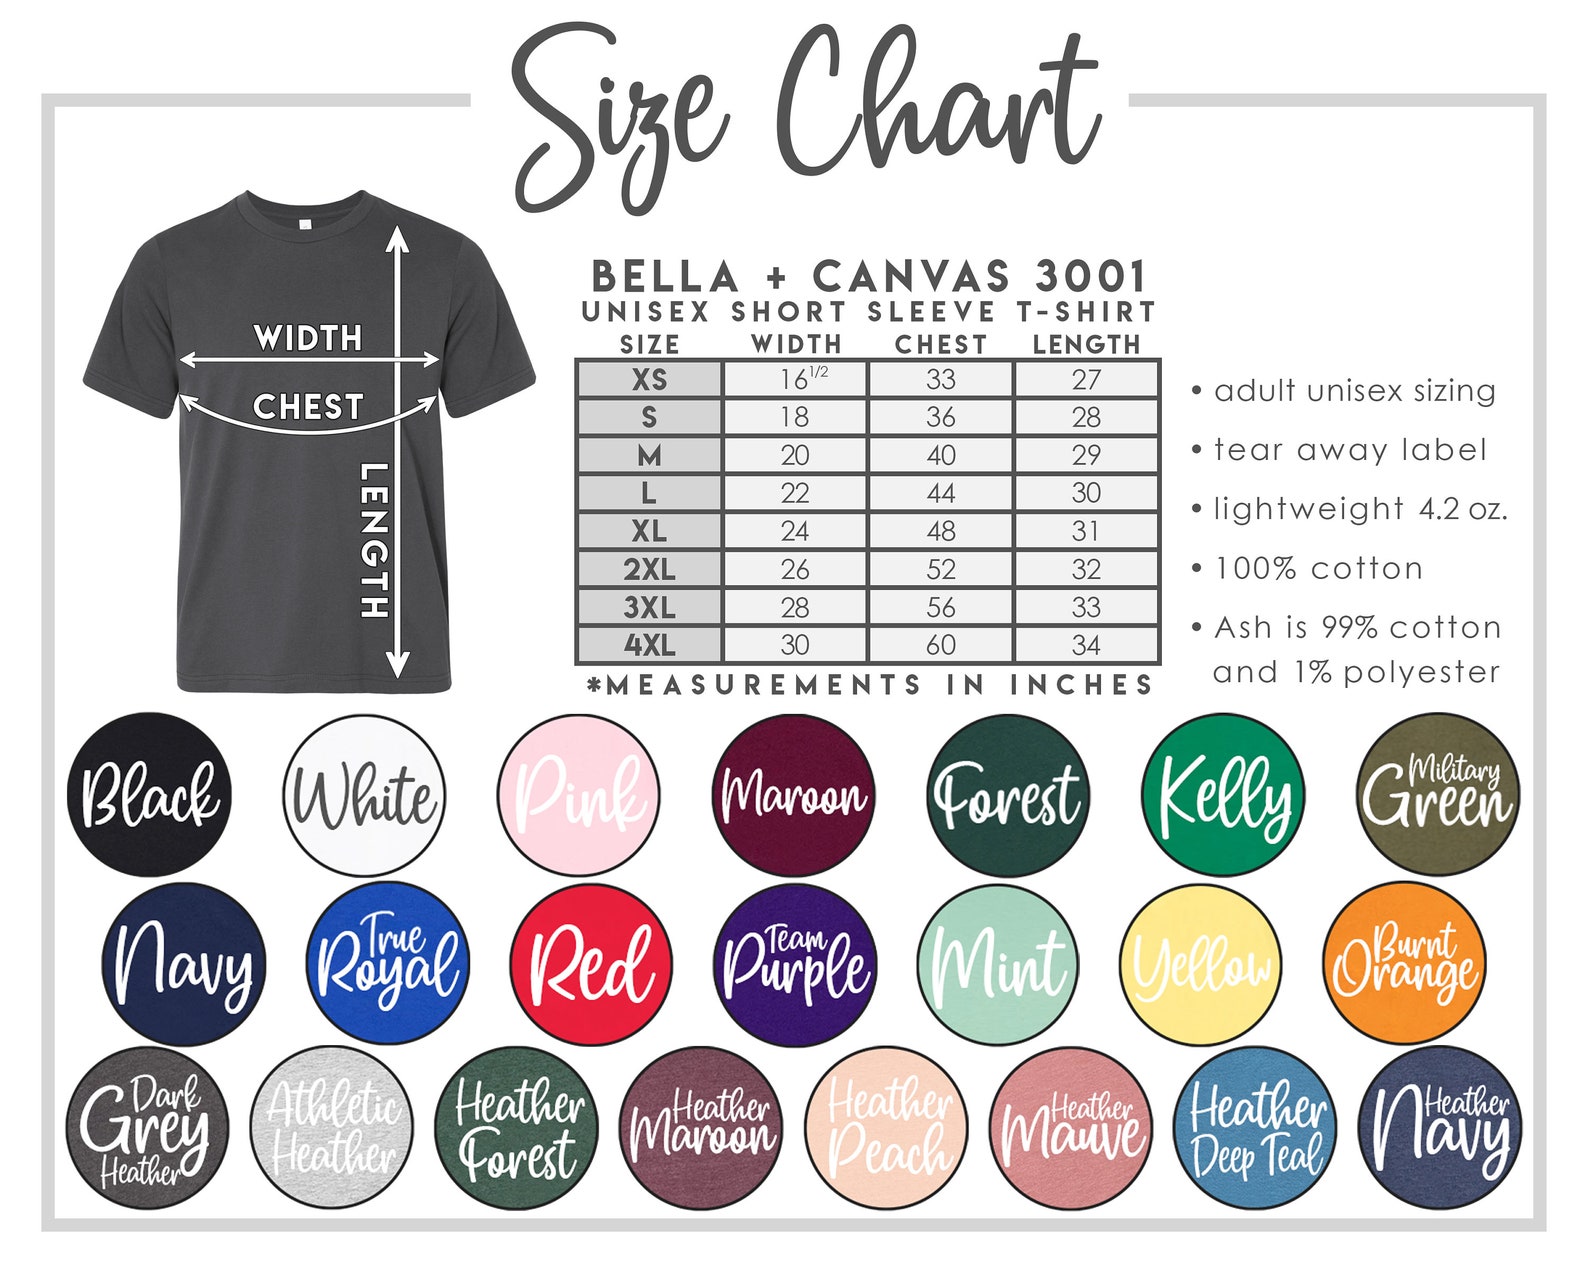 Size Chart
BELLA + CANVAS 3001
UNISEX SHORT SLEEVE T-SHIRT
SIZE WIDTH CHEST LENGTH
XS 16 1/2 33 27
S 18 36 28
M 20 40 29
L 22 44 30
XL 24 48 31
2XL 26 52 32
3XL 28 56 33
4XL 30 60 34
*MEASUREMENTS IN INCHES
WIDTH
CHEST
LENGTH
• adult unisex sizing
• tear away label
• lightweight 4.2 oz.
• 100% cotton
• Ash is 99% cotton
and 1% polyester
Black
White
Pink
Maroon
Forest
Kelly
Military
Green
Navy
True
Royal
Red
Team
Purple
Mint
Yellow
Burnt
Orange
Dark
Grey
Heather
Athletic
Heather
Heather
Forest
Heather
Maroon
Heather
Peach
Heather
Mauve
Heather
Deep Teal
Heather
Navy